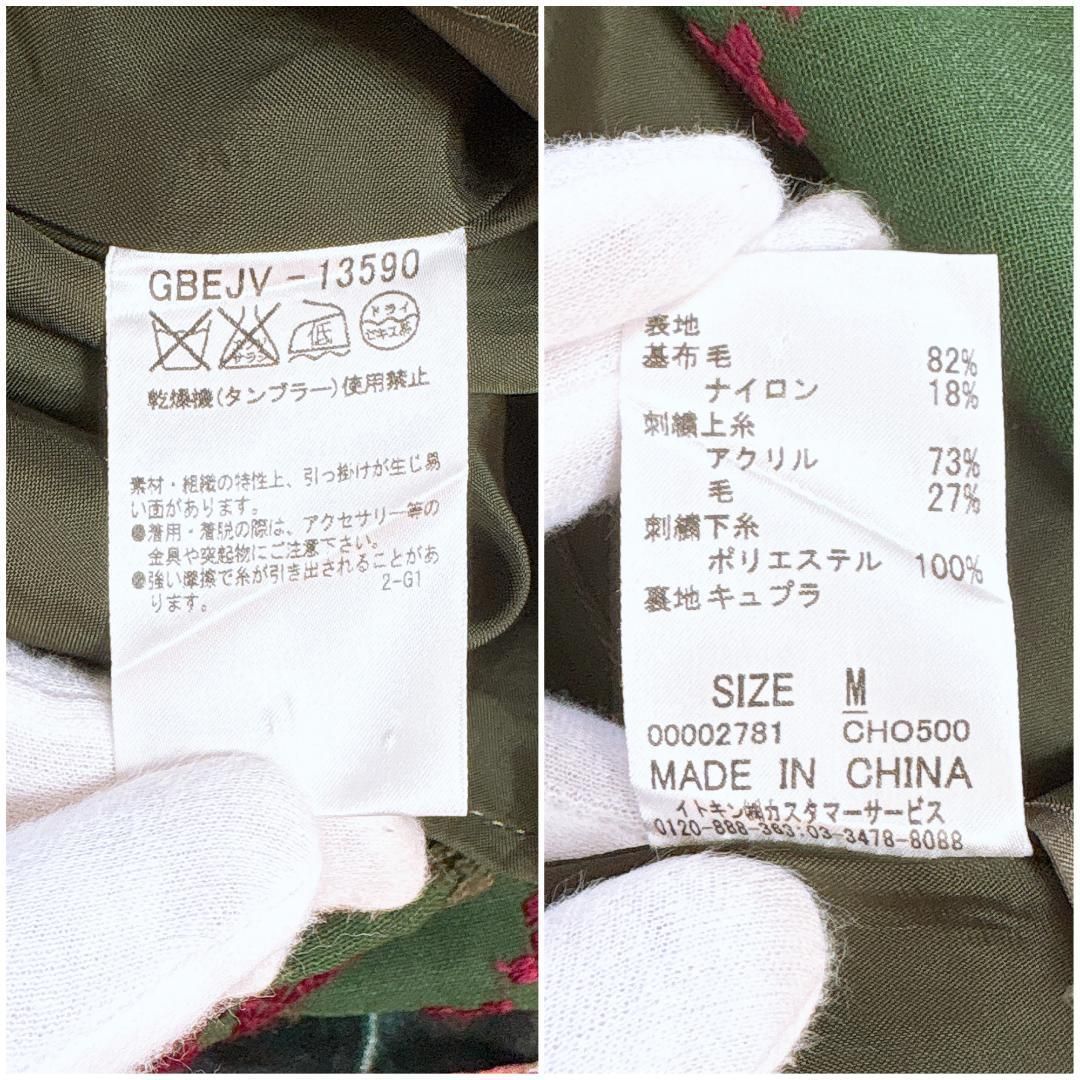 GBEJV-13590
サラシ 低 ドライ
セキユ系
乾燥機(タンブラー)使用禁止
素材・組織の特性上、引っ掛けが生じ易
い面があります。
●着用・着脱の際は、アクセサリー等の
金具や突起物にご注意下さい。
●強い摩擦で糸が引き出されることがあ
ります。 2-G1
表地
基布毛 82%
ナイロン 18%
刺繍上糸
アクリル 73%
毛 27%
刺繍下糸
ポリエステル 100%
裏地キュプラ
SIZE M
00002781 CHO500
MADE IN CHINA
イトキン㈱カスタマーサービス
0120-888-363:03-3478-8088